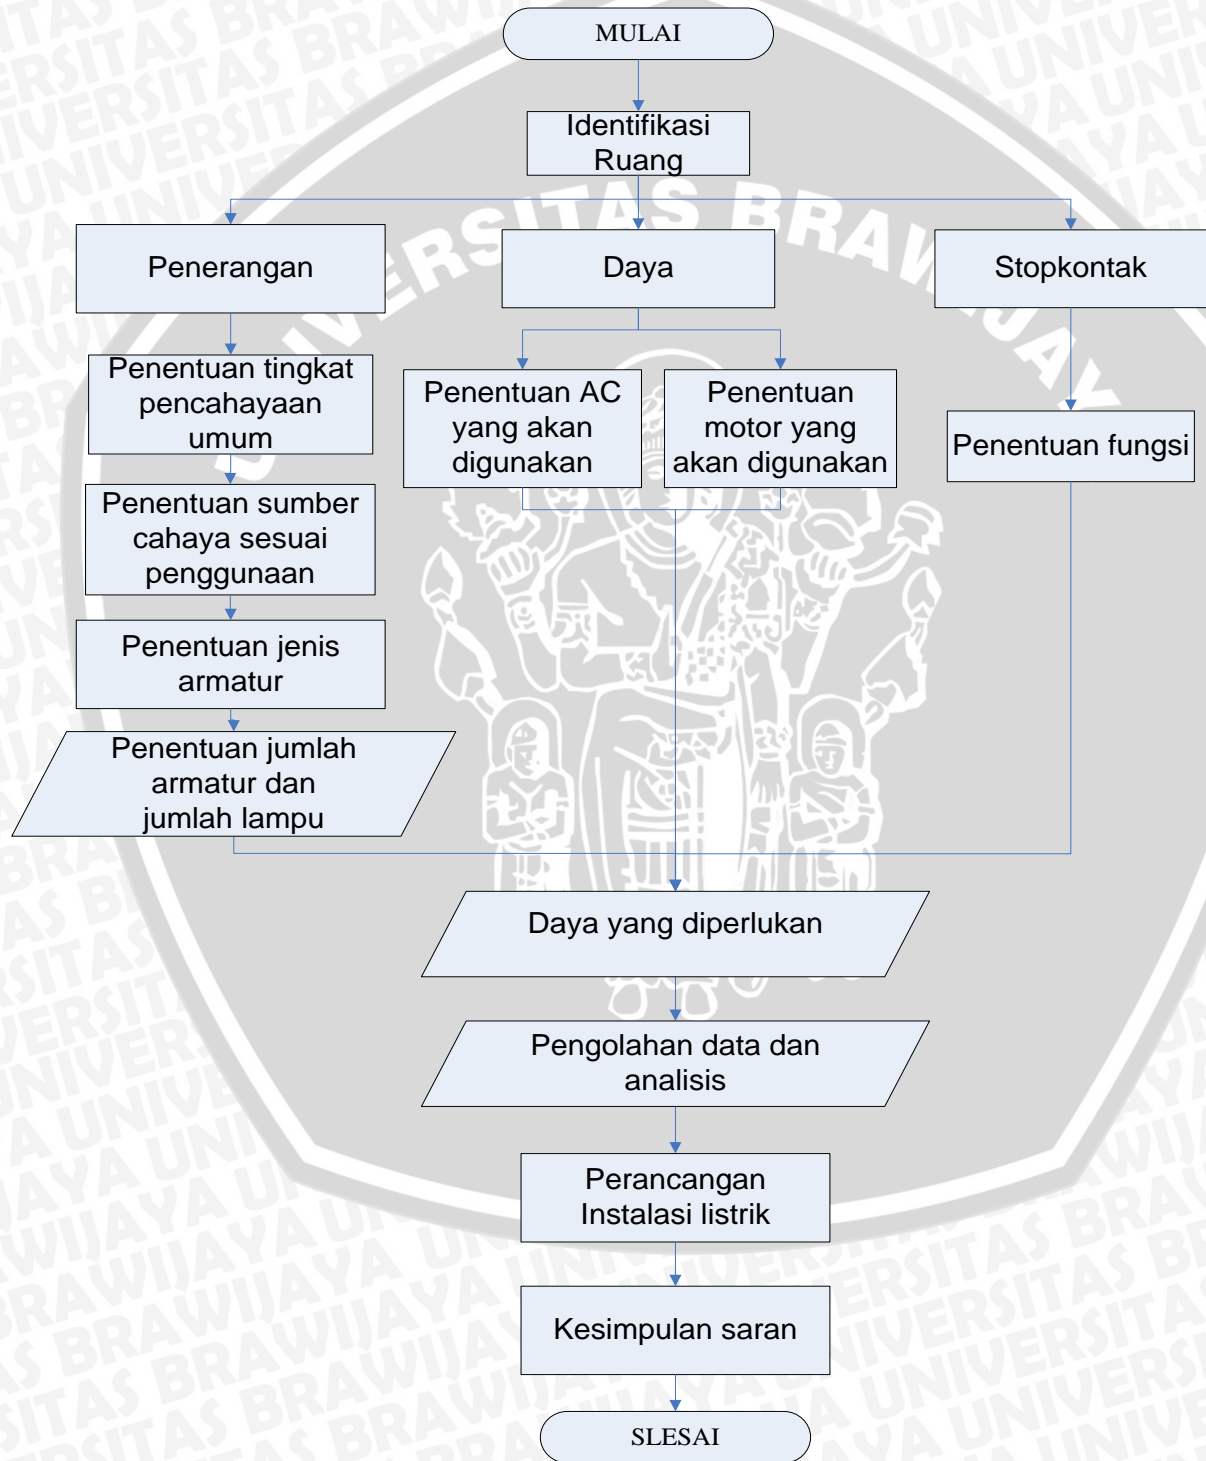 MULAI
Identifikasi
Ruang
Penerangan
Daya
Stopkontak
Penentuan tingkat
pencahayaan
umum
Penentuan AC
yang akan
digunakan
Penentuan
motor yang
akan digunakan
Penentuan fungsi
Penentuan sumber
cahaya sesuai
penggunaan
Penentuan jenis
armatur
Penentuan jumlah
armatur dan
jumlah lampu
Daya yang diperlukan
Pengolahan data dan
analisis
Perancangan
Instalasi listrik
Kesimpulan saran
SLESAI
UNIVERSITAS BRAWIJAYA